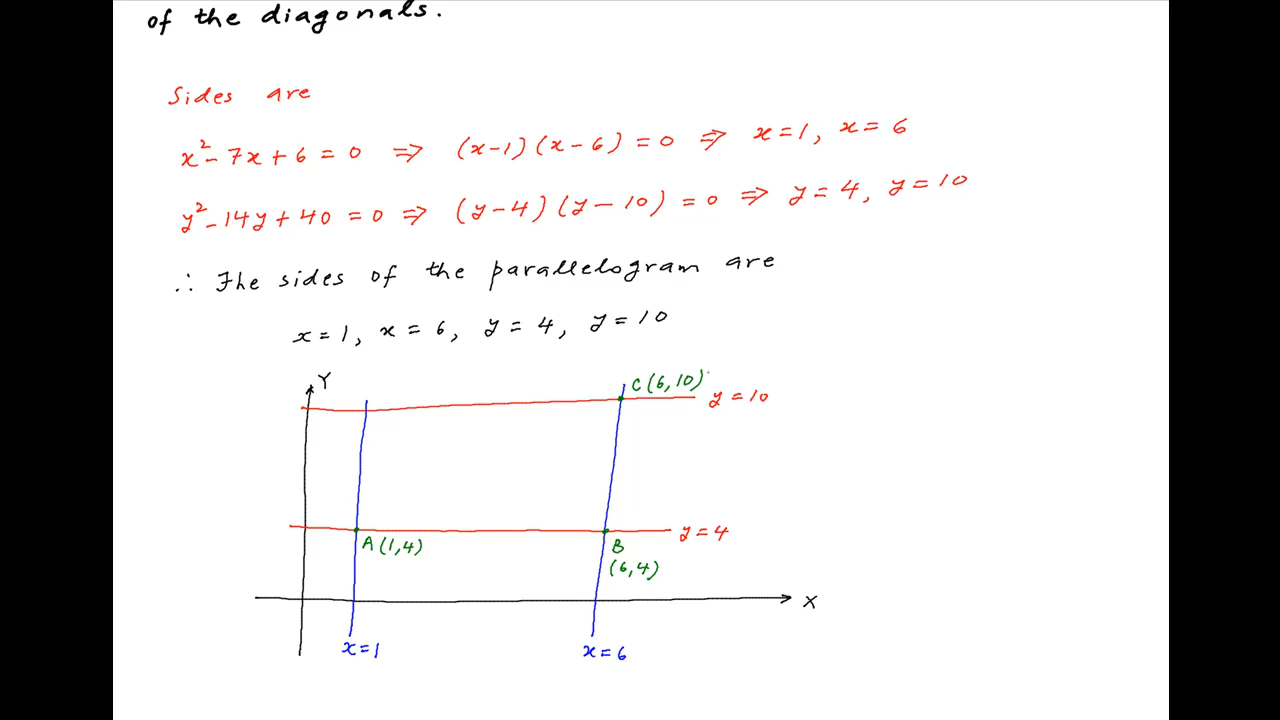 of the diagonals.
Sides are
x² - 7x + 6 = 0 ⇒ (x-1)(x-6) = 0 ⇒ x=1, x=6
y² - 14y + 40 = 0 ⇒ (y-4)(y-10) = 0 ⇒ y=4, y=10
∴ The sides of the parallelogram are
x=1, x=6, y=4, y=10
Y
C(6,10)
y=10
y=4
A(1,4)
B
(6,4)
X
x=1
x=6